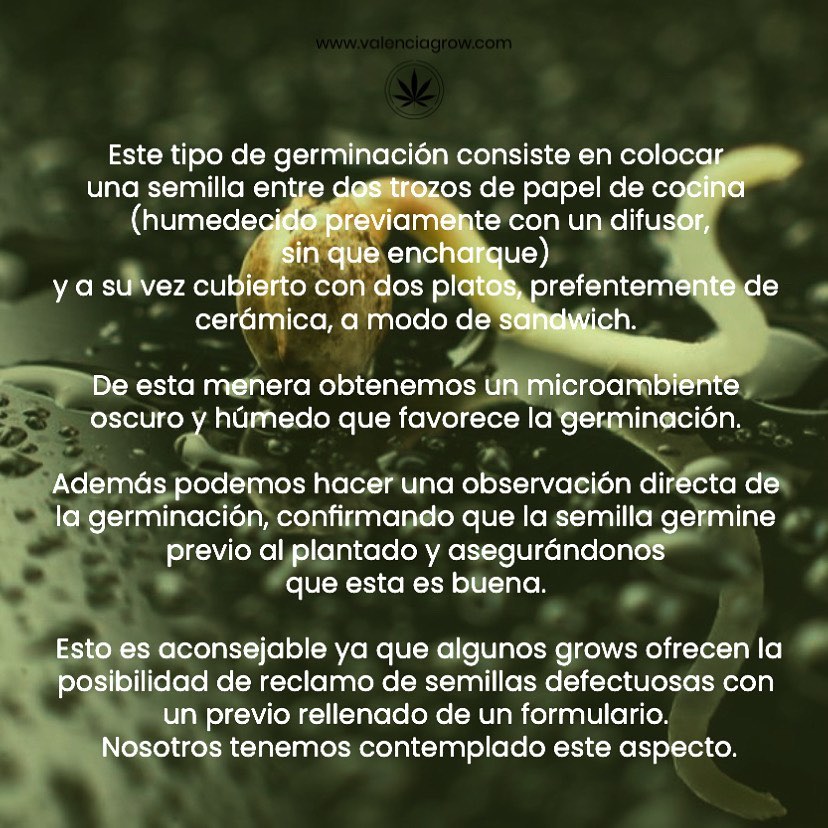 www.valenciagrow.com
Este tipo de germinación consiste en colocar
una semilla entre dos trozos de papel de cocina
(humedecido previamente con un difusor,
sin que encharque)
y a su vez cubierto con dos platos, prefentemente de
cerámica, a modo de sandwich.
De esta menera obtenemos un microambiente
oscuro y húmedo que favorece la germinación.
Además podemos hacer una observación directa de
la germinación, confirmando que la semilla germine
previo al plantado y asegurándonos
que esta es buena.
Esto es aconsejable ya que algunos grows ofrecen la
posibilidad de reclamo de semillas defectuosas con
un previo rellenado de un formulario.
Nosotros tenemos contemplado este aspecto.